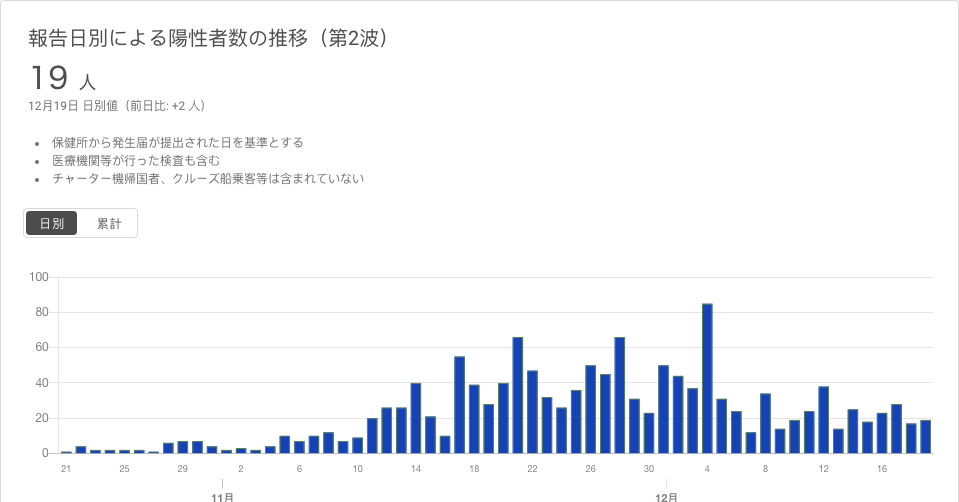 報告日別による陽性者数の推移（第2波）
19 人
12月19日 日別値（前日比: +2 人）
保健所から発生届が提出された日を基準とする
医療機関等が行った検査も含む
チャーター機帰国者、クルーズ船乗客等は含まれていない
日別 累計
100
80
60
40
20
0
21 25 29 2 6 10 14 18 22 26 30 4 8 12 16
11月 12月